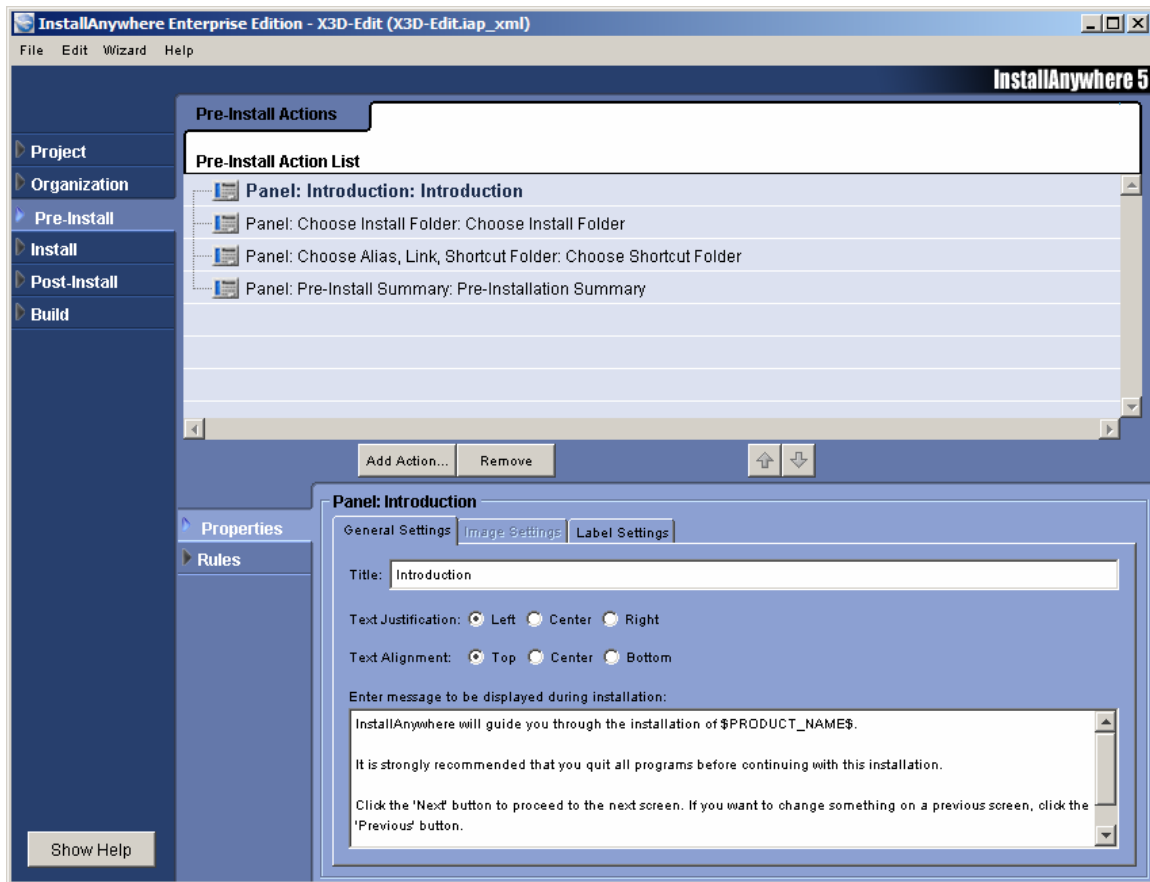 InstallAnywhere Enterprise Edition - X3D-Edit (X3D-Edit.iap_xml)
File Edit Wizard Help
InstallAnywhere 5
Pre-Install Actions
Pre-Install Action List
Project
Organization
Pre-Install
Install
Post-Install
Build
Panel: Introduction: Introduction
Panel: Choose Install Folder: Choose Install Folder
Panel: Choose Alias, Link, Shortcut Folder: Choose Shortcut Folder
Panel: Pre-Install Summary: Pre-Installation Summary
Add Action... Remove
Properties
Rules
Panel: Introduction
General Settings Image Settings Label Settings
Title: Introduction
Text Justification: Left Center Right
Text Alignment: Top Center Bottom
Enter message to be displayed during installation:
InstallAnywhere will guide you through the installation of $PRODUCT_NAME$.
It is strongly recommended that you quit all programs before continuing with this installation.
Click the 'Next' button to proceed to the next screen. If you want to change something on a previous screen, click the
'Previous' button.
Show Help